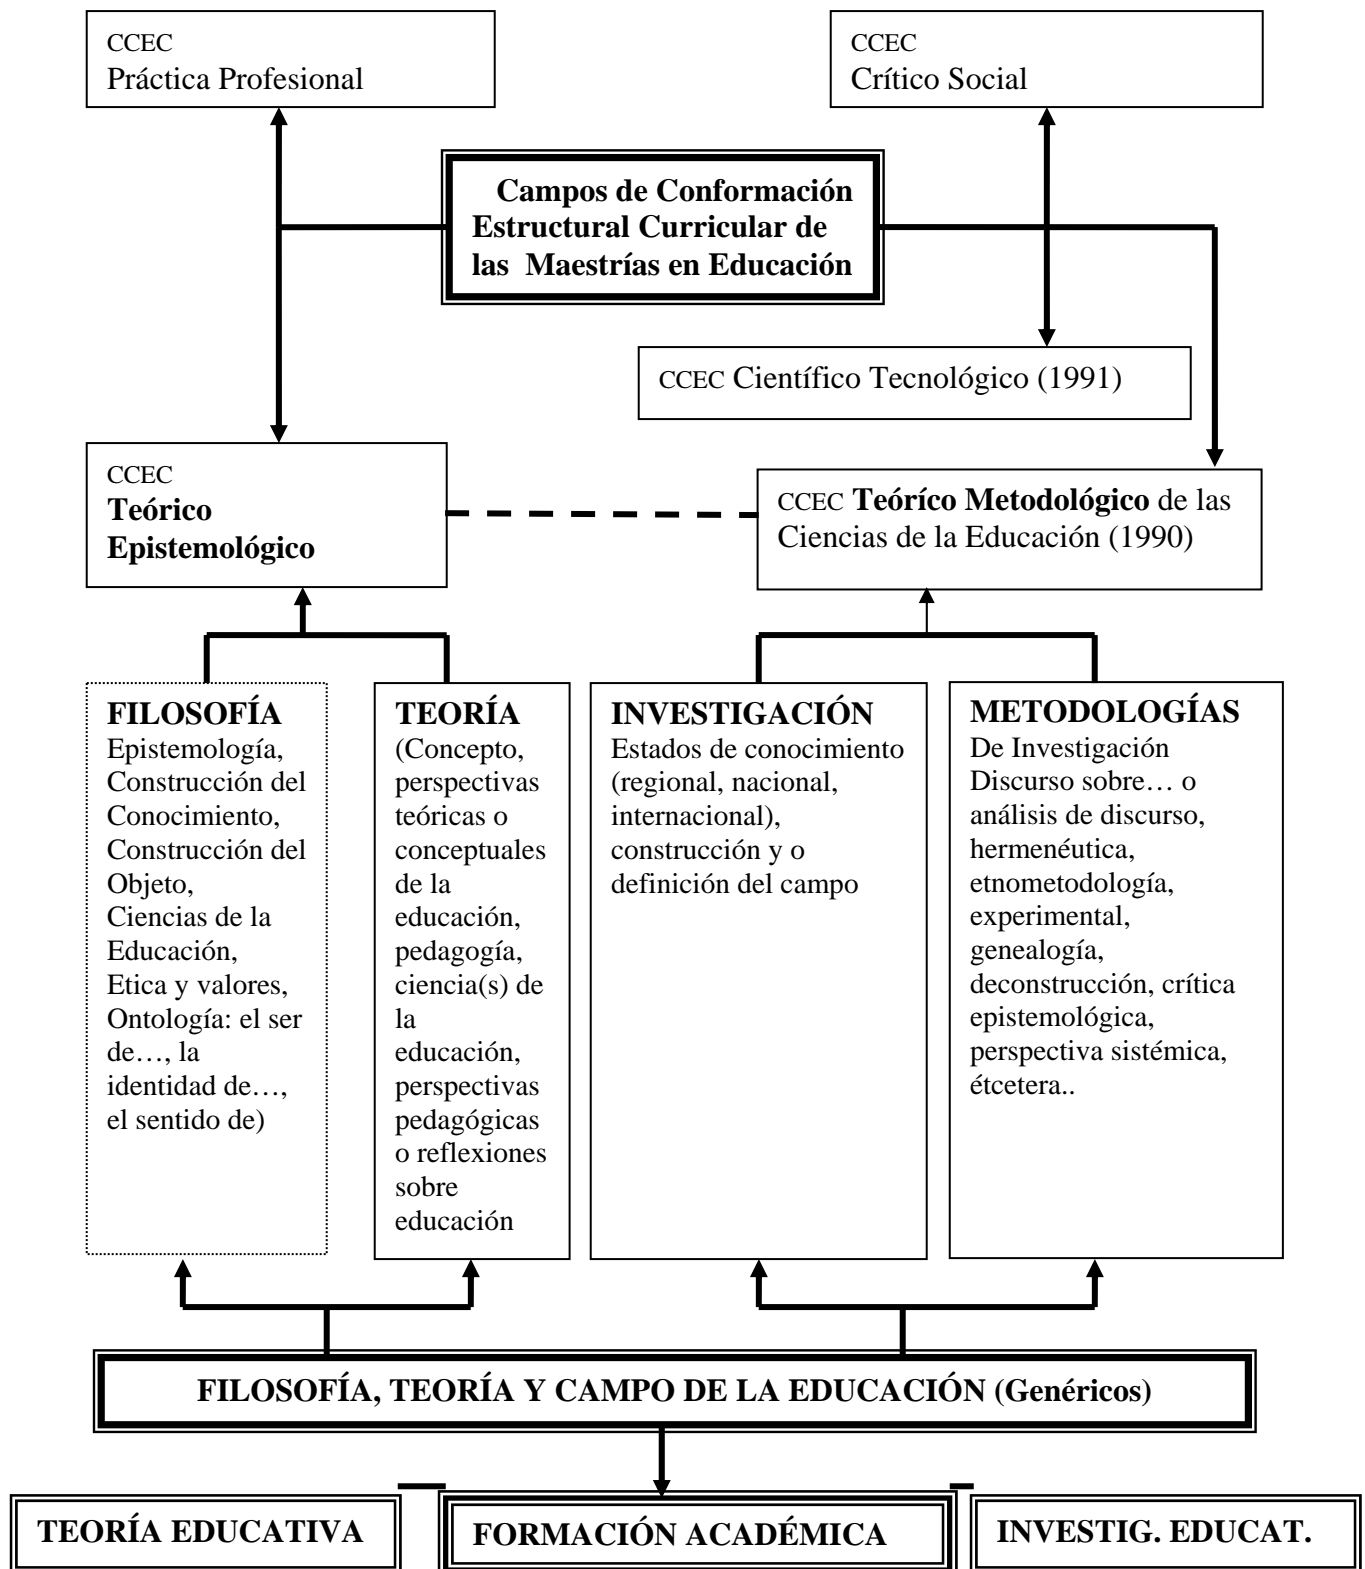 CCEC
Práctica Profesional
CCEC
Crítico Social
Campos de Conformación
Estructural Curricular de
las Maestrías en Educación
CCEC Científico Tecnológico (1991)
CCEC
Teórico
Epistemológico
CCEC Teóríco Metodológico de las
Ciencias de la Educación (1990)
FILOSOFÍA
Epistemología,
Construcción del
Conocimiento,
Construcción del
Objeto,
Ciencias de la
Educación,
Etica y valores,
Ontología: el ser
de…, la
identidad de…,
el sentido de)
TEORÍA
(Concepto,
perspectivas
teóricas o
conceptuales
de la
educación,
pedagogía,
ciencia(s) de
la
educación,
perspectivas
pedagógicas
o reflexiones
sobre
educación
INVESTIGACIÓN
Estados de conocimiento
(regional, nacional,
internacional),
construcción y o
definición del campo
METODOLOGÍAS
De Investigación
Discurso sobre… o
análisis de discurso,
hermenéutica,
etnometodología,
experimental,
genealogía,
deconstrucción, crítica
epistemológica,
perspectiva sistémica,
étcetera..
FILOSOFÍA, TEORÍA Y CAMPO DE LA EDUCACIÓN (Genéricos)
TEORÍA EDUCATIVA
FORMACIÓN ACADÉMICA
INVESTIG. EDUCAT.